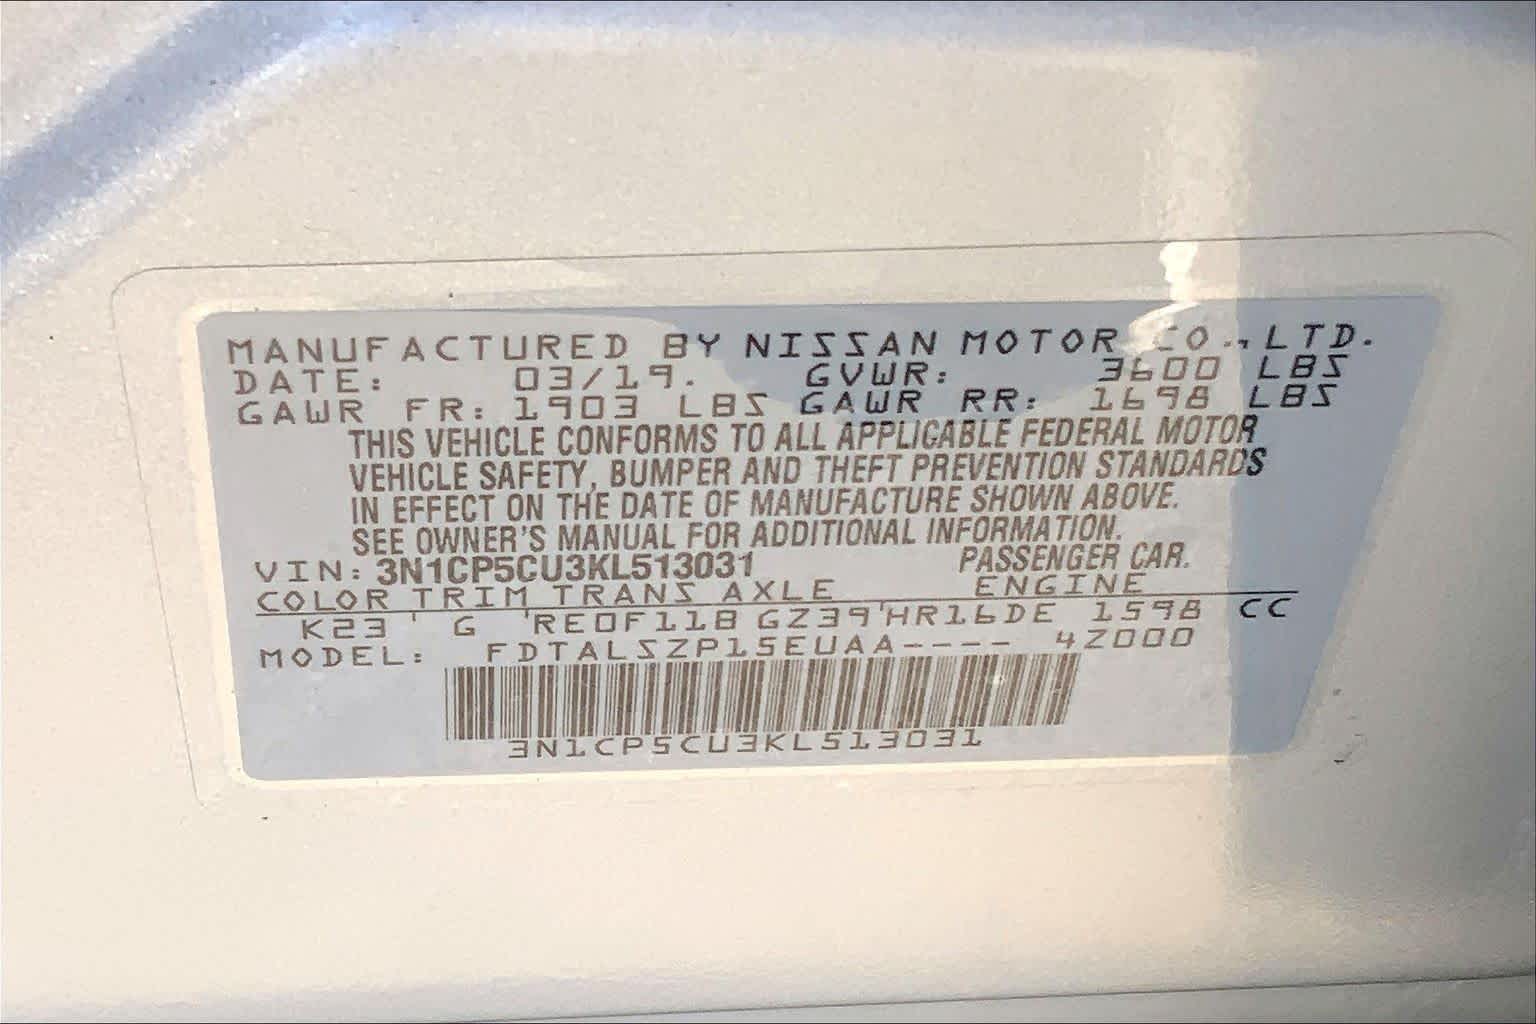 MANUFACTURED BY NISSAN MOTOR CO., LTD.
DATE: 03/19. GVWR: 3600 LBS
GAWR FR: 1903 LBS GAWR RR: 1698 LBS
THIS VEHICLE CONFORMS TO ALL APPLICABLE FEDERAL MOTOR
VEHICLE SAFETY, BUMPER AND THEFT PREVENTION STANDARDS
IN EFFECT ON THE DATE OF MANUFACTURE SHOWN ABOVE.
SEE OWNER'S MANUAL FOR ADDITIONAL INFORMATION.
VIN: 3N1CP5CU3KL513031 PASSENGER CAR.
COLOR TRIM TRANS AXLE ENGINE
K23 ' G 'RE0F11B GZ39'HR16DE 1598 CC
MODEL: FDTALSZP15EUAA---- 4Z000
3N1CP5CU3KL513031